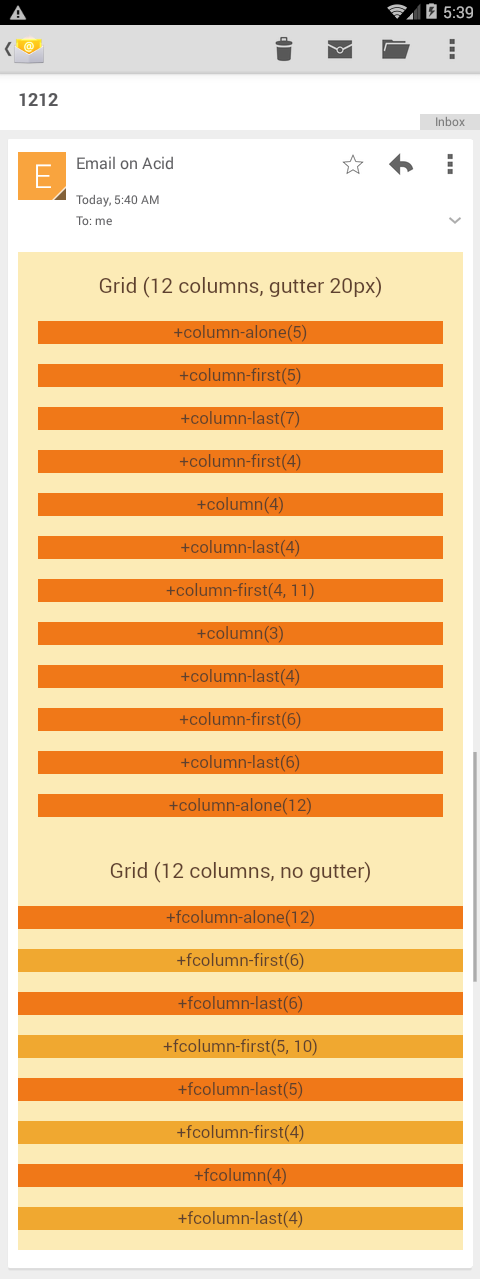 5:39
1212
Inbox
E
Email on Acid
Today, 5:40 AM
To: me
Grid (12 columns, gutter 20px)
+column-alone(5)
+column-first(5)
+column-last(7)
+column-first(4)
+column(4)
+column-last(4)
+column-first(4, 11)
+column(3)
+column-last(4)
+column-first(6)
+column-last(6)
+column-alone(12)
Grid (12 columns, no gutter)
+fcolumn-alone(12)
+fcolumn-first(6)
+fcolumn-last(6)
+fcolumn-first(5, 10)
+fcolumn-last(5)
+fcolumn-first(4)
+fcolumn(4)
+fcolumn-last(4)